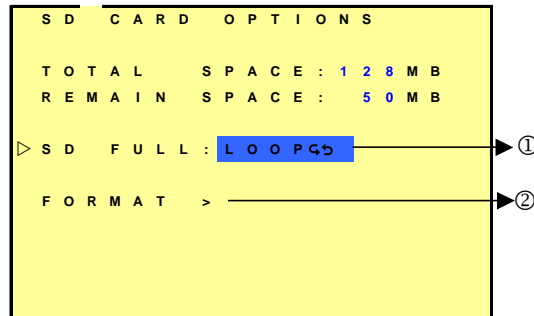 SD CARD OPTIONS
TOTAL SPACE:128MB
REMAIN SPACE: 50MB
▷SD FULL:LOOP ①
FORMAT > ②